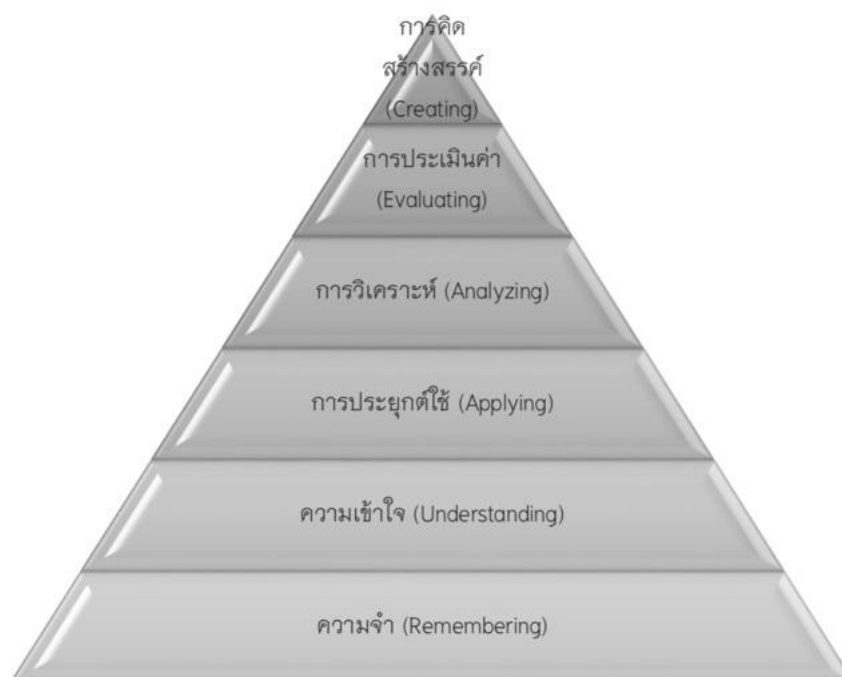 การคิด
สร้างสรรค์
(Creating)
การประเมินค่า
(Evaluating)
การวิเคราะห์ (Analyzing)
การประยุกต์ใช้ (Applying)
ความเข้าใจ (Understanding)
ความจำ (Remembering)